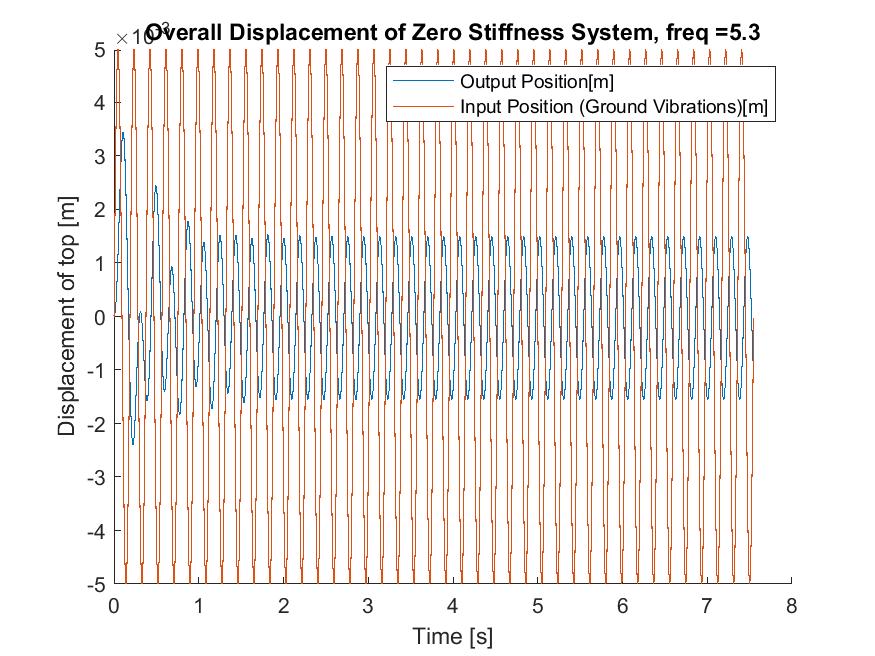 ×10-3
Overall Displacement of Zero Stiffness System, freq =5.3
Output Position[m]
Input Position (Ground Vibrations)[m]
5
4
3
2
1
0
-1
-2
-3
-4
-5
Displacement of top [m]
0 1 2 3 4 5 6 7 8
Time [s]